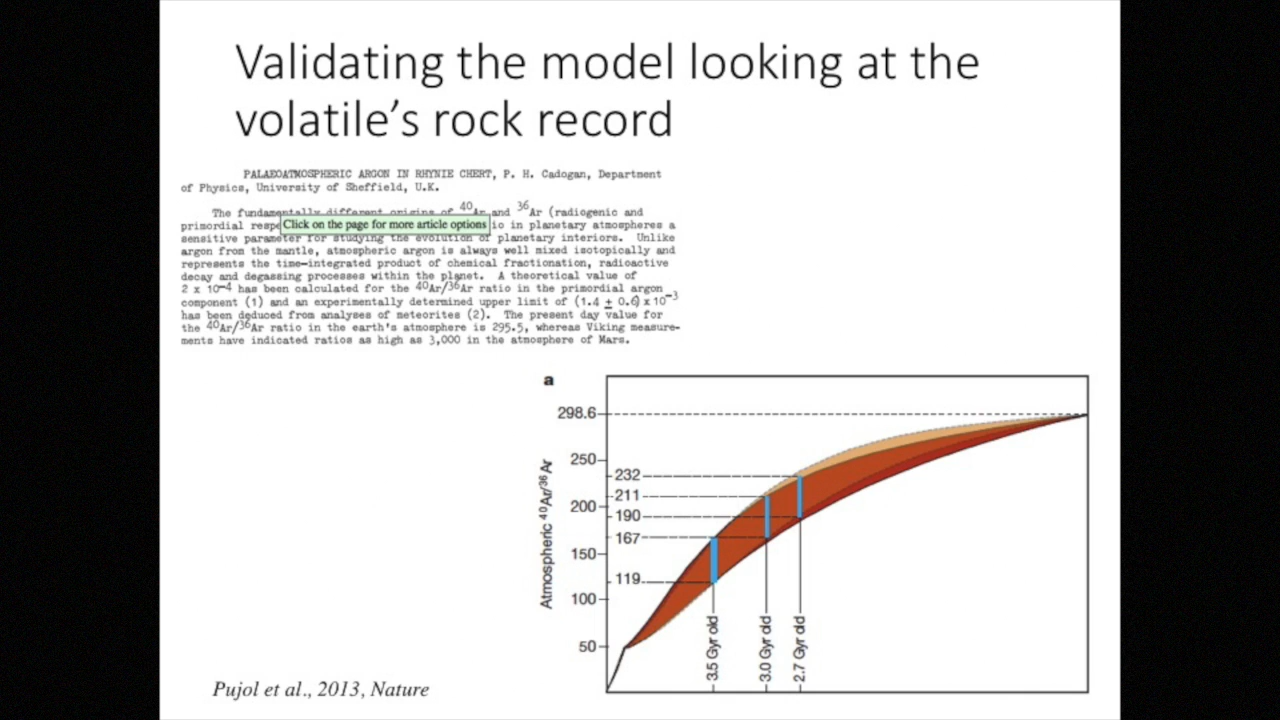 Validating the model looking at the
volatile's rock record
PALAEOATMOSPHERIC ARGON IN RHYNIE CHERT, P. H. Cadogan, Department
of Physics, University of Sheffield, U.K.
The fundamentally different origins of 40Ar and 36Ar (radiogenic and
primordial respe Click on the page for more article options io in planetary atmospheres a
sensitive parameter for studying the evolution of planetary interiors. Unlike
argon from the mantle, atmospheric argon is always well mixed isotopically and
represents the time-integrated product of chemical fractionation, radioactive
decay and degassing processes within the planet. A theoretical value of
2 x 10-4 has been calculated for the 40Ar/36Ar ratio in the primordial argon
component (1) and an experimentally determined upper limit of (1.4 ± 0.6) x 10-3
has been deduced from analyses of meteorites (2). The present day value for
the 40Ar/36Ar ratio in the earth's atmosphere is 295.5, whereas Viking measure-
ments have indicated ratios as high as 3,000 in the atmosphere of Mars.
a
Atmospheric 40Ar/36Ar
298.6
250
232
211
200
190
167
150
119
100
50
3.5 Gyr old
3.0 Gyr old
2.7 Gyr old
Pujol et al., 2013, Nature